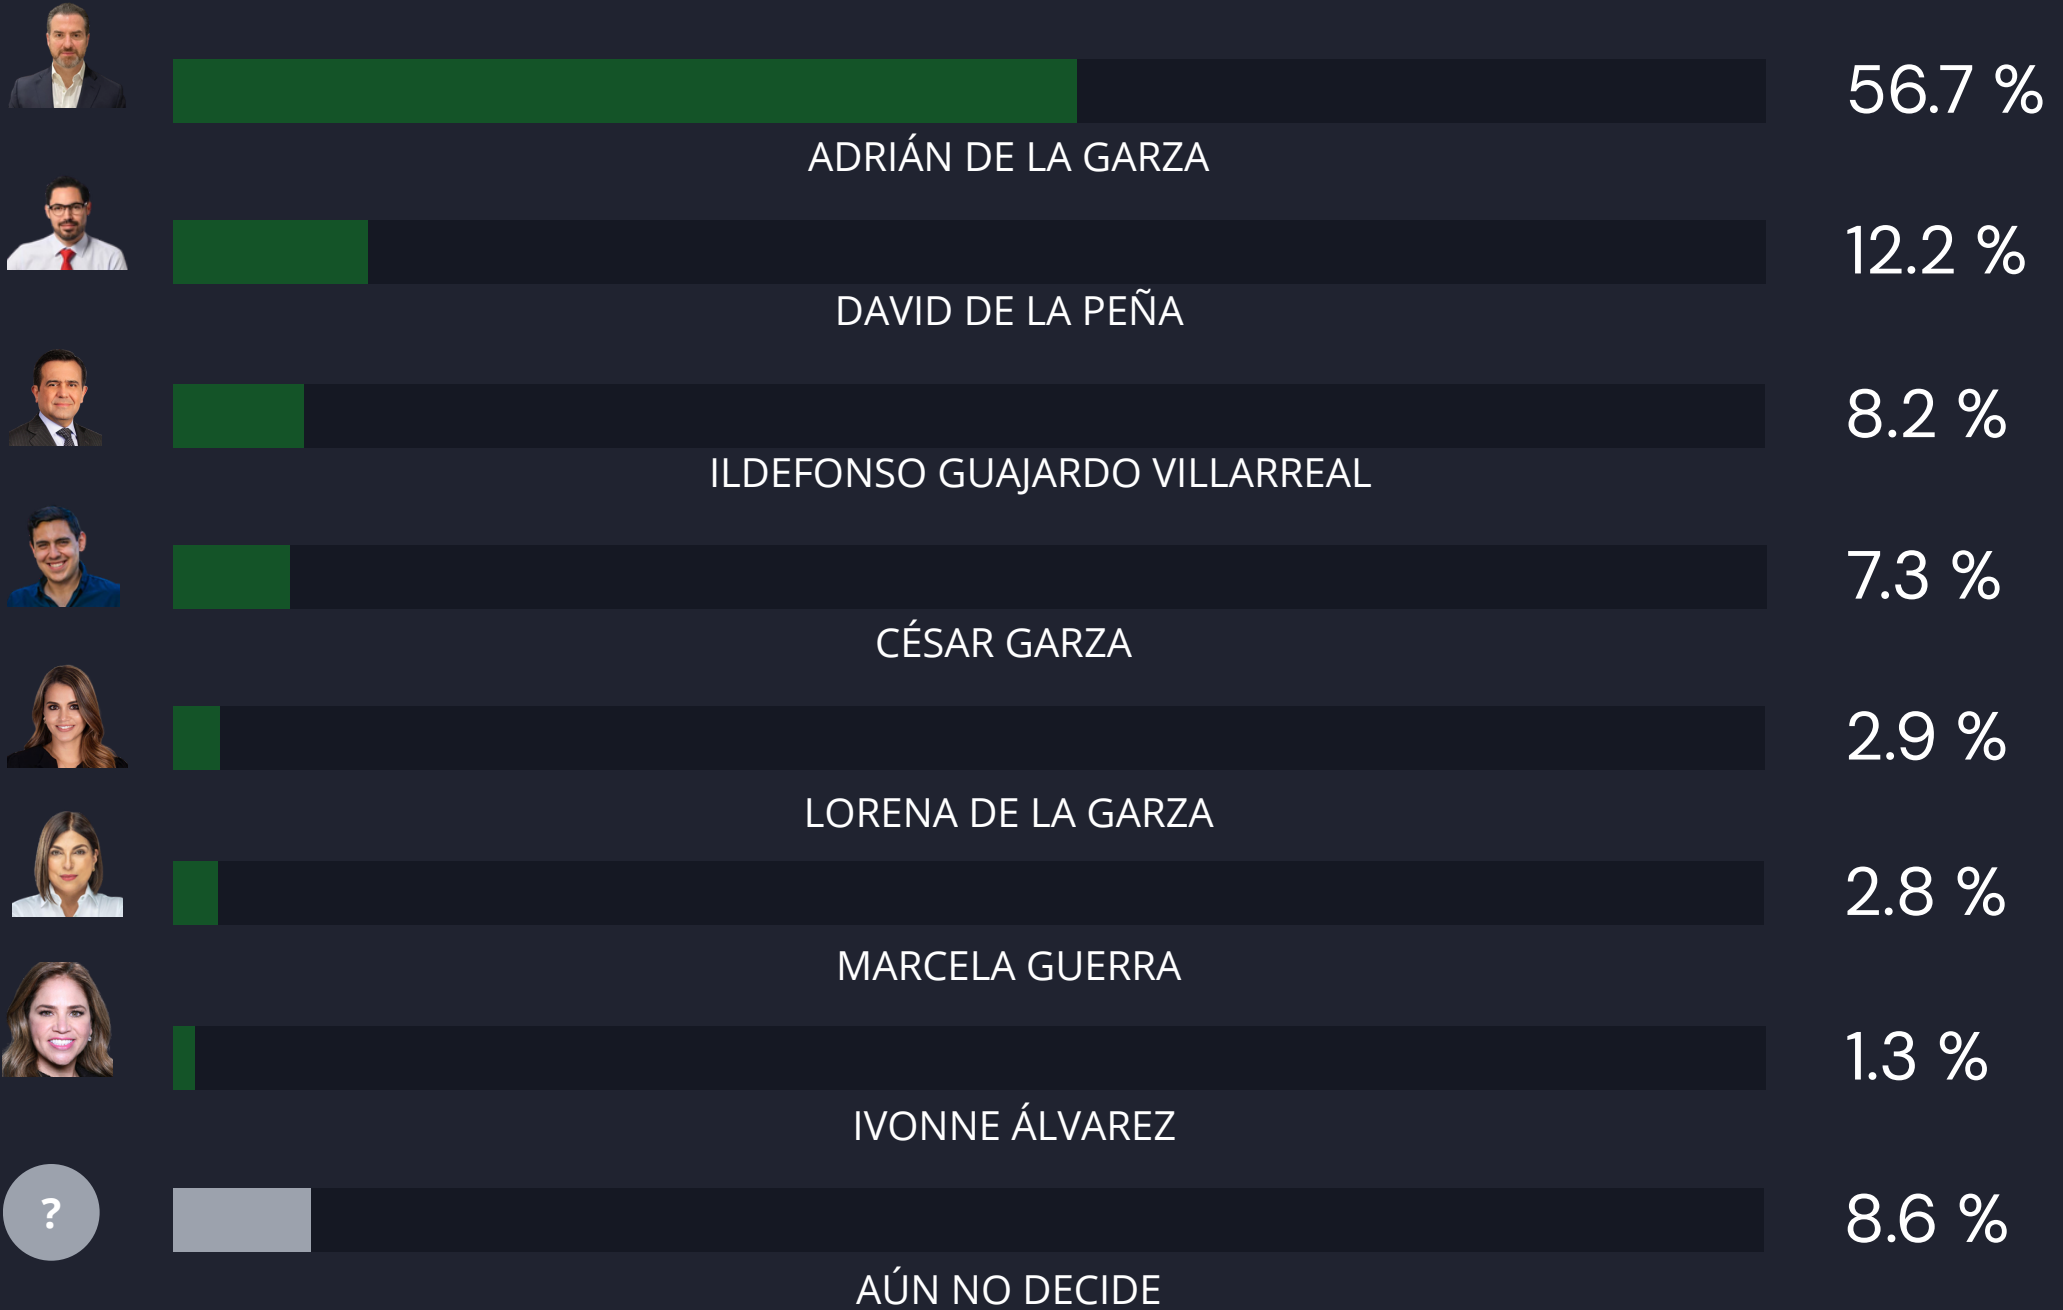 56.7 %
ADRIÁN DE LA GARZA
12.2 %
DAVID DE LA PEÑA
8.2 %
ILDEFONSO GUAJARDO VILLARREAL
7.3 %
CÉSAR GARZA
2.9 %
LORENA DE LA GARZA
2.8 %
MARCELA GUERRA
1.3 %
IVONNE ÁLVAREZ
?
8.6 %
AÚN NO DECIDE